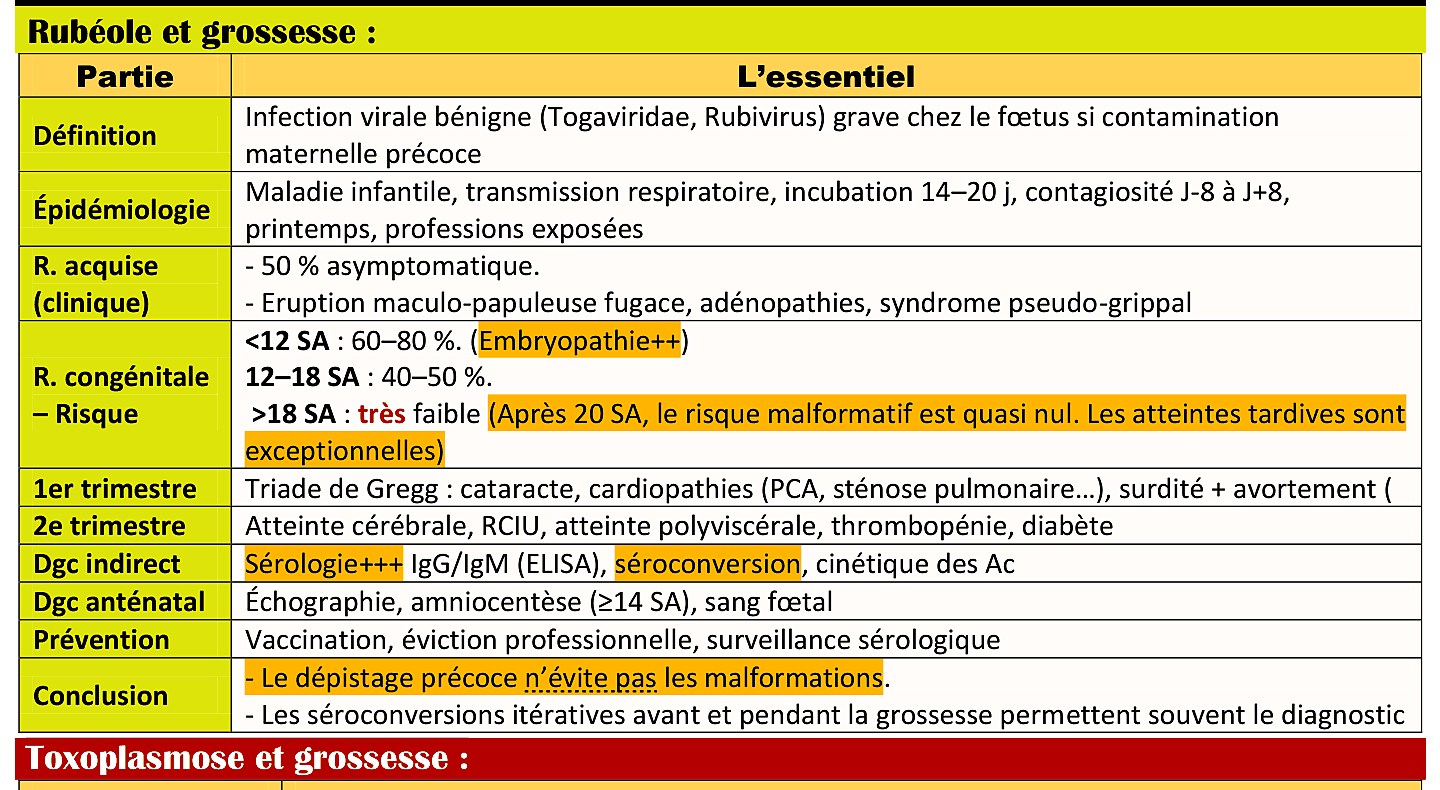 Rubéole et grossesse :
Partie
L’essentiel
Définition
Infection virale bénigne (Togaviridae, Rubivirus) grave chez le fœtus si contamination
maternelle précoce
Épidémiologie
Maladie infantile, transmission respiratoire, incubation 14–20 j, contagiosité J-8 à J+8,
printemps, professions exposées
R. acquise
(clinique)
- 50 % asymptomatique.
- Eruption maculo-papuleuse fugace, adénopathies, syndrome pseudo-grippal
R. congénitale
– Risque
<12 SA : 60–80 %. (Embryopathie++)
12–18 SA : 40–50 %.
>18 SA : très faible (Après 20 SA, le risque malformatif est quasi nul. Les atteintes tardives sont
exceptionnelles)
1er trimestre
Triade de Gregg : cataracte, cardiopathies (PCA, sténose pulmonaire…), surdité + avortement (
2e trimestre
Atteinte cérébrale, RCIU, atteinte polyviscérale, thrombopénie, diabète
Dgc indirect
Sérologie+++ IgG/IgM (ELISA), séroconversion, cinétique des Ac
Dgc anténatal
Échographie, amniocentèse (≥14 SA), sang fœtal
Prévention
Vaccination, éviction professionnelle, surveillance sérologique
Conclusion
- Le dépistage précoce n’évite pas les malformations.
- Les séroconversions itératives avant et pendant la grossesse permettent souvent le diagnostic
Toxoplasmose et grossesse :